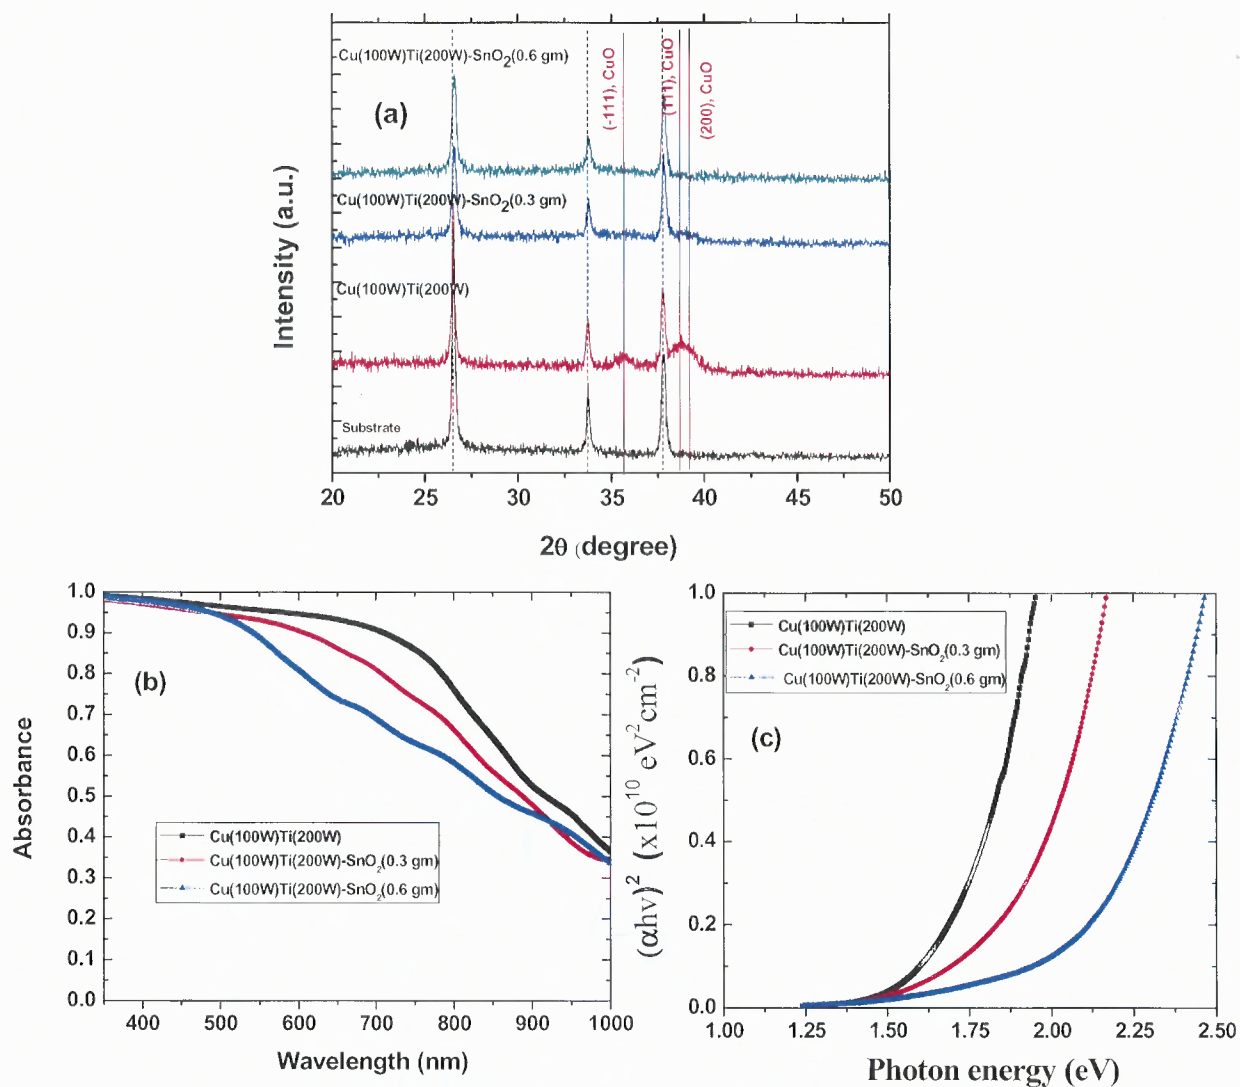 Cu(100W)Ti(200W)-SnO2(0.6 gm)
(a)
(-111), CuO
(111), CuO
(200), CuO
Cu(100W)Ti(200W)-SnO2(0.3 gm)
Cu(100W)Ti(200W)
Substrate
Intensity (a.u.)
20 25 30 35 40 45 50
2θ (degree)
1.0
0.9
0.8
0.7
0.6
0.5
0.4
0.3
0.2
0.1
0.0
Absorbance
(b)
Cu(100W)Ti(200W)
Cu(100W)Ti(200W)-SnO2(0.3 gm)
Cu(100W)Ti(200W)-SnO2(0.6 gm)
400 500 600 700 800 900 1000
Wavelength (nm)
1.0
0.8
0.6
0.4
0.2
0.0
(αhν)² (x10¹⁰ eV²cm⁻²)
Cu(100W)Ti(200W)
Cu(100W)Ti(200W)-SnO2(0.3 gm)
Cu(100W)Ti(200W)-SnO2(0.6 gm)
(c)
1.00 1.25 1.50 1.75 2.00 2.25 2.50
Photon energy (eV)